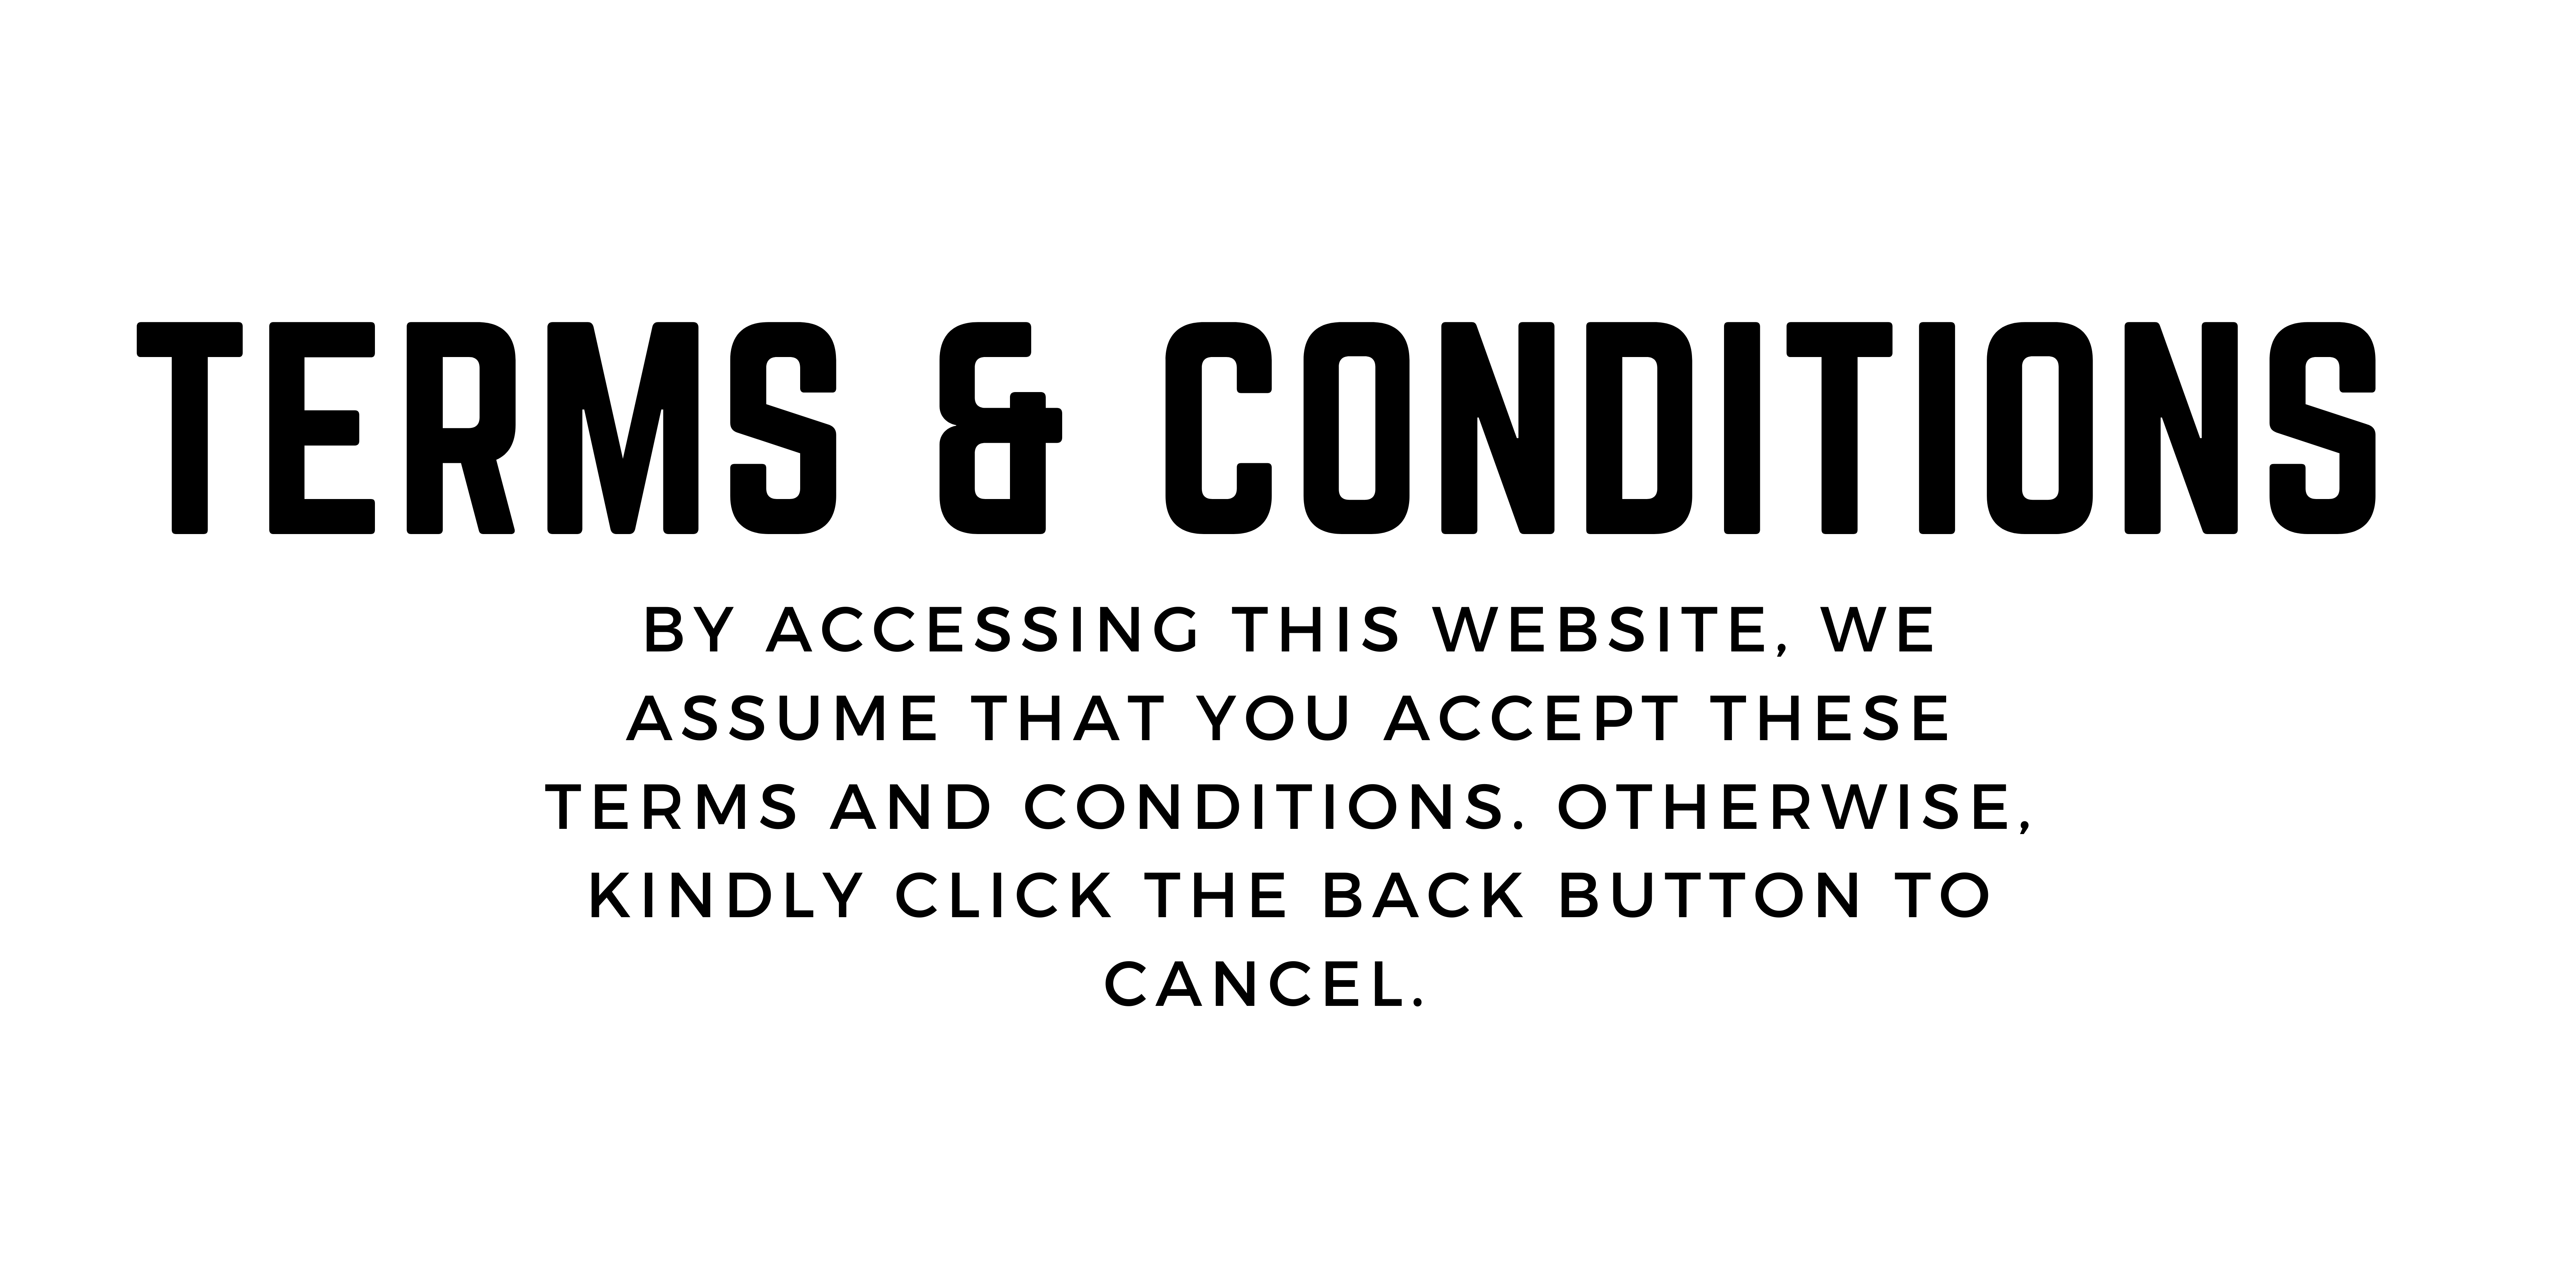 TERMS & CONDITIONS
BY ACCESSING THIS WEBSITE, WE
ASSUME THAT YOU ACCEPT THESE
TERMS AND CONDITIONS. OTHERWISE,
KINDLY CLICK THE BACK BUTTON TO
CANCEL.